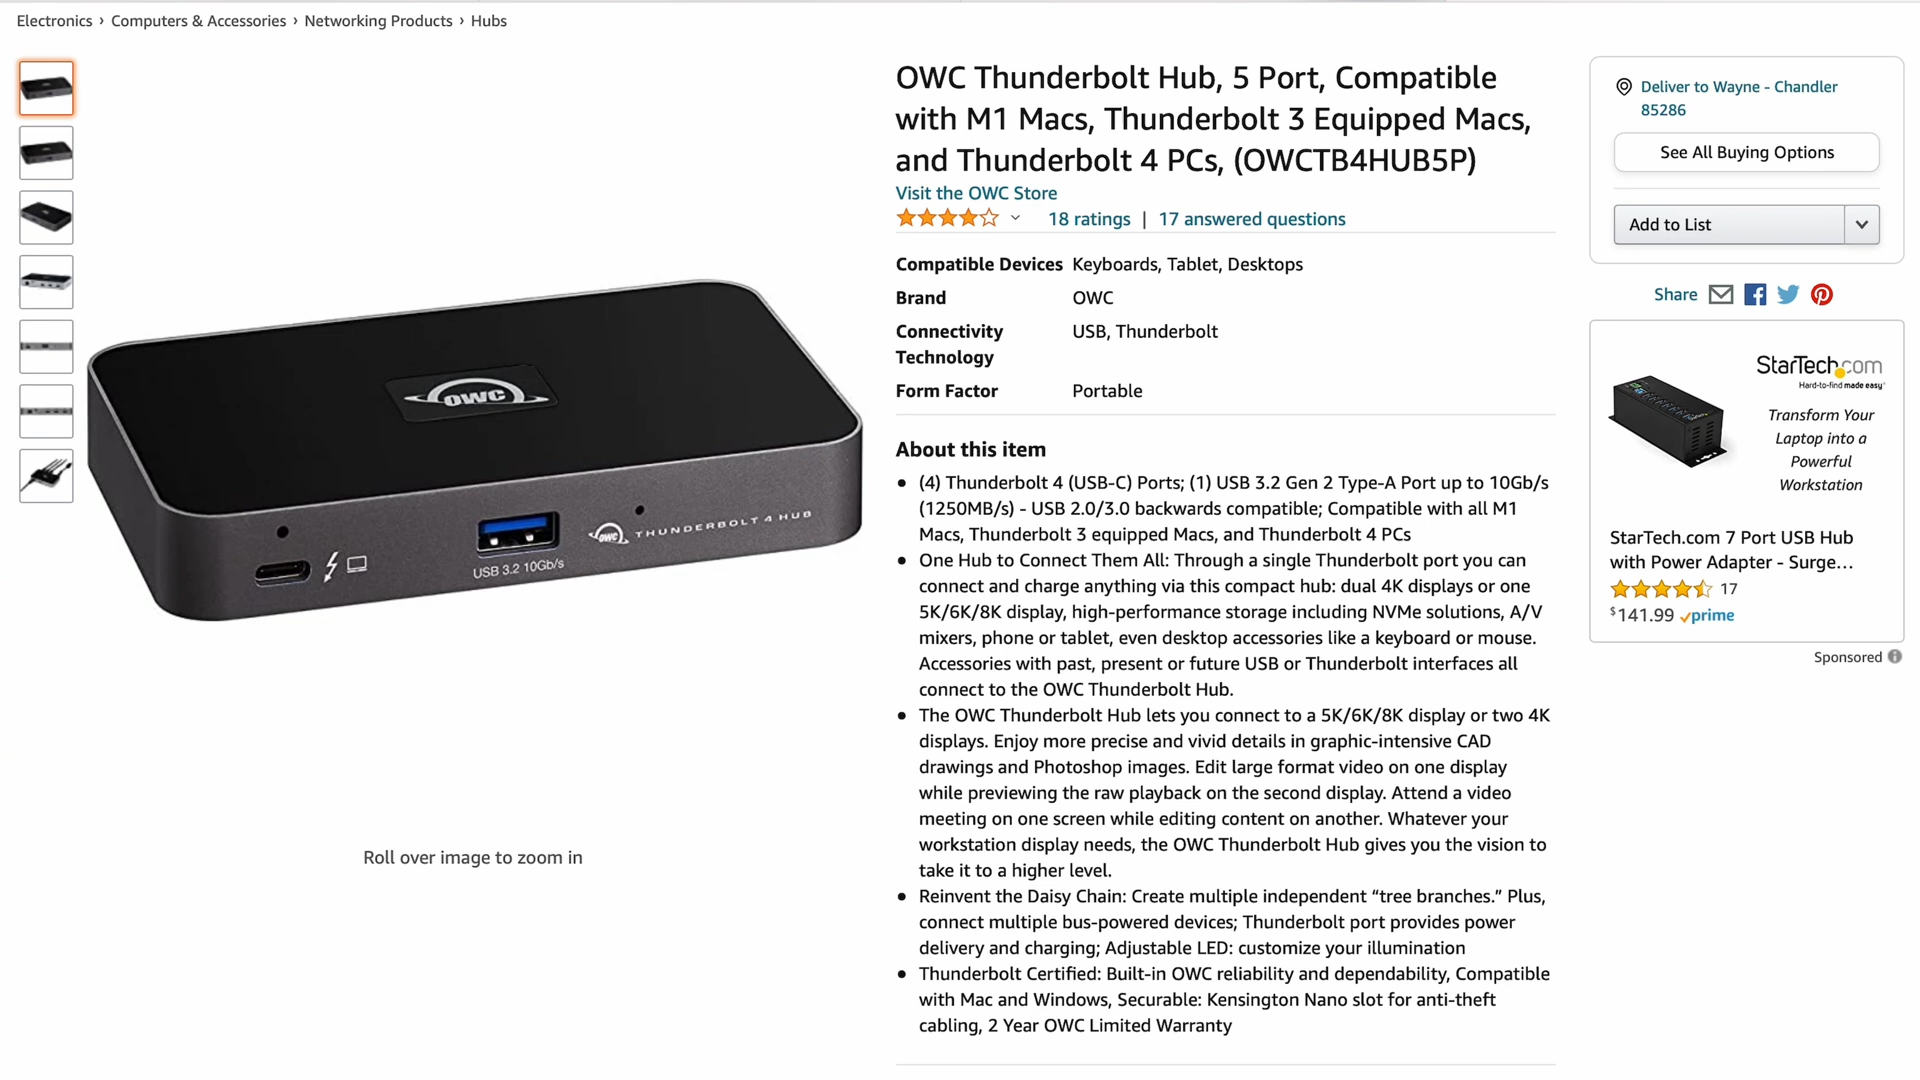 Electronics › Computers & Accessories › Networking Products › Hubs
OWC
USB 3.2 10Gb/s
OWC THUNDERBOLT 4 HUB
Roll over image to zoom in
OWC Thunderbolt Hub, 5 Port, Compatible
with M1 Macs, Thunderbolt 3 Equipped Macs,
and Thunderbolt 4 PCs, (OWCTB4HUB5P)
Visit the OWC Store
18 ratings | 17 answered questions
Compatible Devices Keyboards, Tablet, Desktops
Brand OWC
Connectivity USB, Thunderbolt
Technology
Form Factor Portable
About this item
• (4) Thunderbolt 4 (USB-C) Ports; (1) USB 3.2 Gen 2 Type-A Port up to 10Gb/s
(1250MB/s) - USB 2.0/3.0 backwards compatible; Compatible with all M1
Macs, Thunderbolt 3 equipped Macs, and Thunderbolt 4 PCs
• One Hub to Connect Them All: Through a single Thunderbolt port you can
connect and charge anything via this compact hub: dual 4K displays or one
5K/6K/8K display, high-performance storage including NVMe solutions, A/V
mixers, phone or tablet, even desktop accessories like a keyboard or mouse.
Accessories with past, present or future USB or Thunderbolt interfaces all
connect to the OWC Thunderbolt Hub.
• The OWC Thunderbolt Hub lets you connect to a 5K/6K/8K display or two 4K
displays. Enjoy more precise and vivid details in graphic-intensive CAD
drawings and Photoshop images. Edit large format video on one display
while previewing the raw playback on the second display. Attend a video
meeting on one screen while editing content on another. Whatever your
workstation display needs, the OWC Thunderbolt Hub gives you the vision to
take it to a higher level.
• Reinvent the Daisy Chain: Create multiple independent “tree branches.” Plus,
connect multiple bus-powered devices; Thunderbolt port provides power
delivery and charging; Adjustable LED: customize your illumination
• Thunderbolt Certified: Built-in OWC reliability and dependability, Compatible
with Mac and Windows, Securable: Kensington Nano slot for anti-theft
cabling, 2 Year OWC Limited Warranty
Deliver to Wayne - Chandler
85286
See All Buying Options
Add to List
Share
StarTech.com
Hard-to-find made easy®
Transform Your
Laptop into a
Powerful
Workstation
StarTech.com 7 Port USB Hub
with Power Adapter - Surge...
17
$141.99 prime
Sponsored